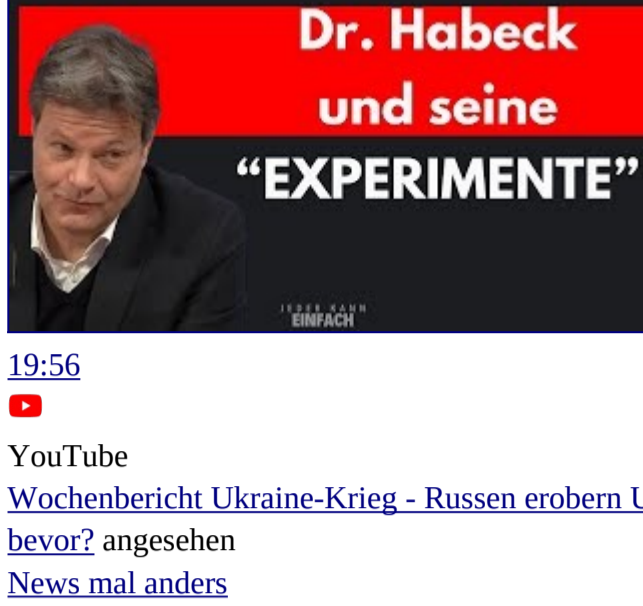 Dr. Habeck
und seine
“EXPERIMENTE”
JEDER KANN
EINFACH
19:56
YouTube
Wochenbericht Ukraine-Krieg - Russen erobern U
bevor? angesehen
News mal anders